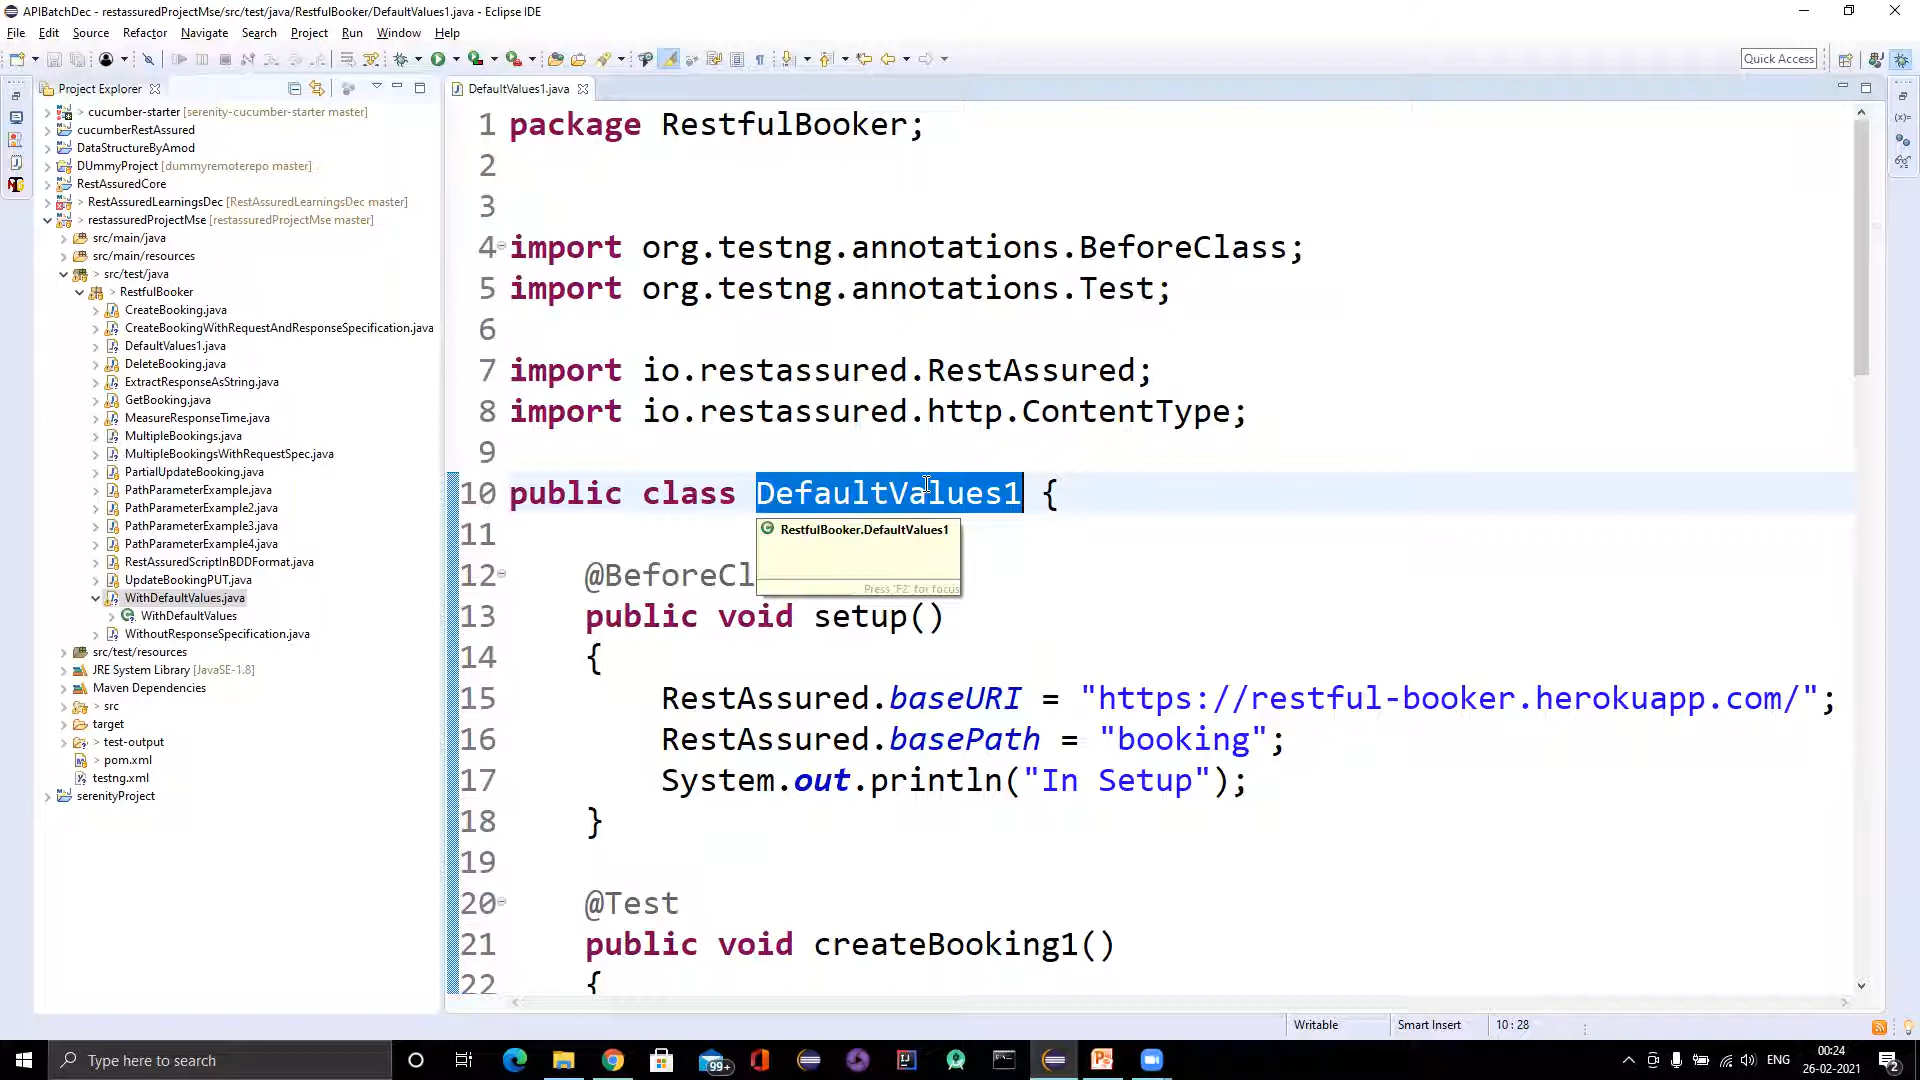 APIBatchDec - restassuredProjectMse/src/test/java/RestfulBooker/DefaultValues1.java - Eclipse IDE
File Edit Source Refactor Navigate Search Project Run Window Help
Quick Access
Project Explorer
> cucumber-starter [serenity-cucumber-starter master]
cucumberRestAssured
DataStructureByAmod
DUmmyProject [dummyremoterepo master]
RestAssuredCore
> RestAssuredLearningsDec [RestAssuredLearningsDec master]
> restassuredProjectMse [restassuredProjectMse master]
src/main/java
src/main/resources
> src/test/java
> RestfulBooker
CreateBooking.java
CreateBookingWithRequestAndResponseSpecification.java
DefaultValues1.java
DeleteBooking.java
ExtractResponseAsString.java
GetBooking.java
MeasureResponseTime.java
MultipleBookings.java
MultipleBookingsWithRequestSpec.java
PartialUpdateBooking.java
PathParameterExample.java
PathParameterExample2.java
PathParameterExample3.java
PathParameterExample4.java
RestAssuredScriptInBDDFormat.java
UpdateBookingPUT.java
WithDefaultValues.java
WithDefaultValues
WithoutResponseSpecification.java
src/test/resources
JRE System Library [JavaSE-1.8]
Maven Dependencies
> src
target
> test-output
> pom.xml
testng.xml
serenityProject
DefaultValues1.java
1 package RestfulBooker;
2
3
4 import org.testng.annotations.BeforeClass;
5 import org.testng.annotations.Test;
6
7 import io.restassured.RestAssured;
8 import io.restassured.http.ContentType;
9
10 public class DefaultValues1 {
11
RestfulBooker.DefaultValues1
Press 'F2' for focus
12 @BeforeCl
13 public void setup()
14 {
15 RestAssured.baseURI = "https://restful-booker.herokuapp.com/";
16 RestAssured.basePath = "booking";
17 System.out.println("In Setup");
18 }
19
20 @Test
21 public void createBooking1()
22 {
Writable Smart Insert 10 : 28
Type here to search
99+
ENG
00:24
26-02-2021
2